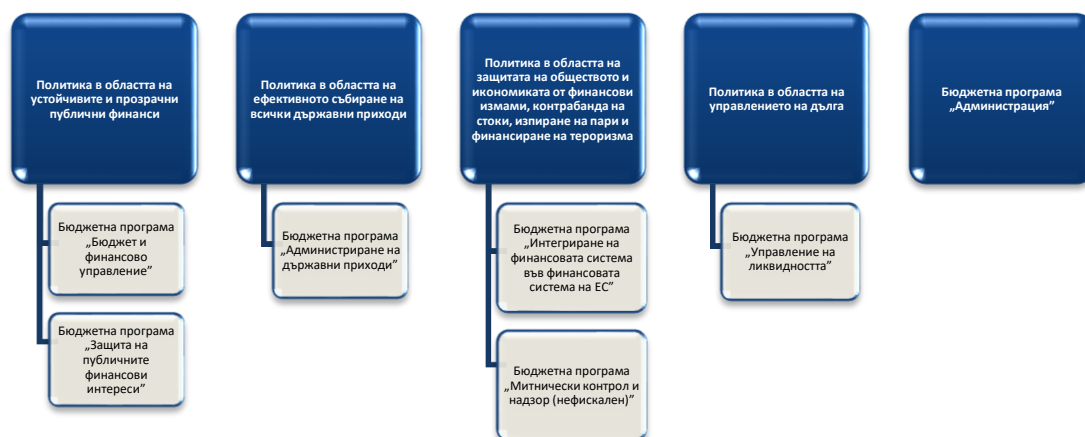 Политика в областта на
устойчивите и прозрачни
публични финанси
Бюджетна програма
„Бюджет и
финансово
управление”
Бюджетна програма
„Защита на
публичните
финансови
интереси”
Политика в областта на
ефективното събиране на
всички държавни приходи
Бюджетна програма
„Администриране на
държавни приходи”
Политика в областта на
защитата на обществото и
икономиката от финансови
измами, контрабанда на
стоки, изпиране на пари и
финансиране на тероризма
Бюджетна програма
„Интегриране на
финансовата система
във финансовата
система на ЕС”
Бюджетна програма
„Митнически контрол и
надзор (нефискален)”
Политика в областта на
управлението на дълга
Бюджетна програма
„Управление на
ликвидността”
Бюджетна програма
„Администрация”